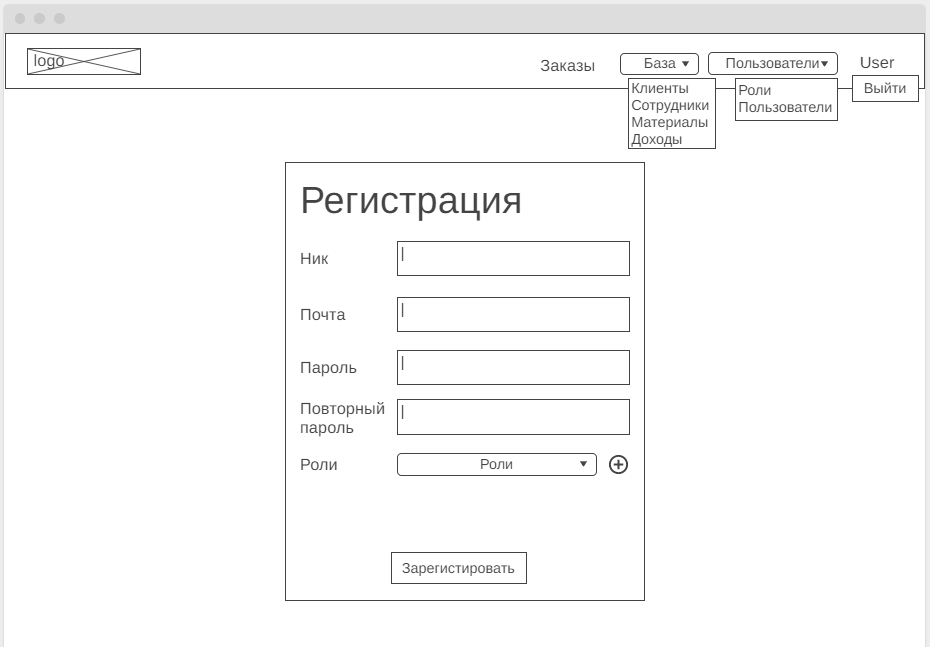 logo
Заказы
База
Пользователи
User
Клиенты
Сотрудники
Материалы
Доходы
Роли
Пользователи
Выйти
Регистрация
Ник
Почта
Пароль
Повторный
пароль
Роли
Роли
Зарегистировать